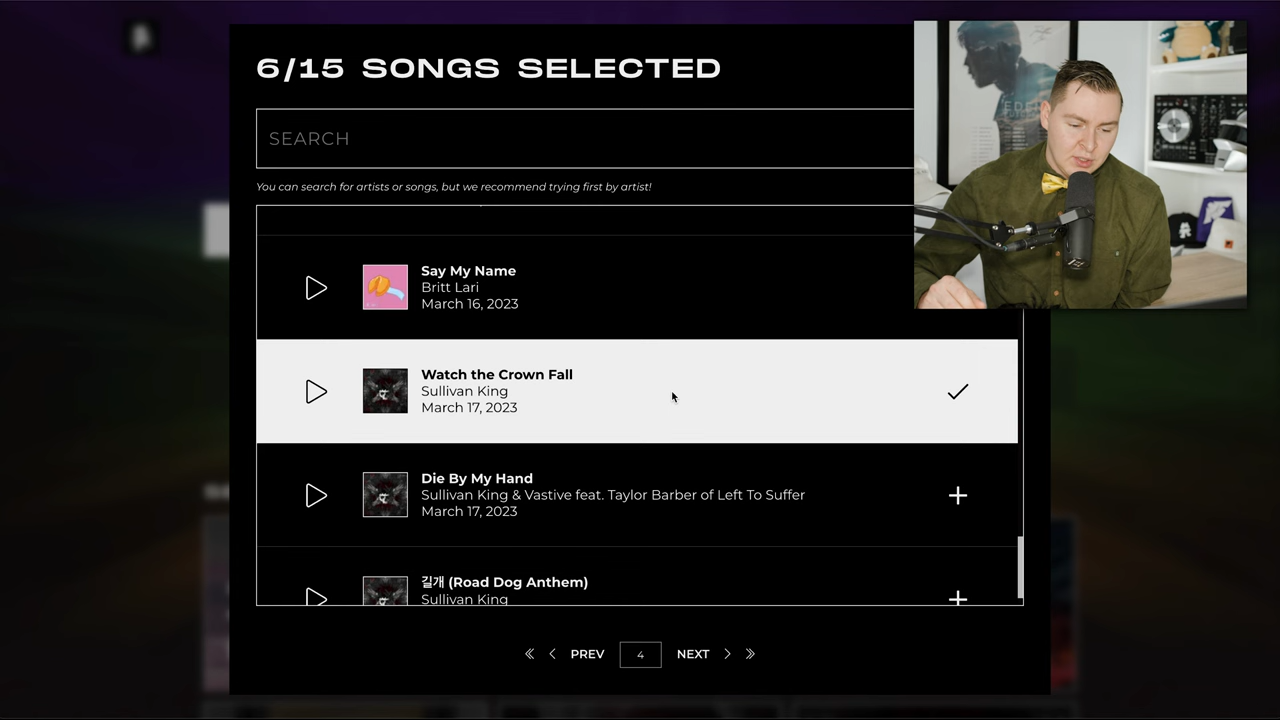 6/15 SONGS SELECTED
SEARCH
You can search for artists or songs, but we recommend trying first by artist!
Say My Name
Britt Lari
March 16, 2023
Watch the Crown Fall
Sullivan King
March 17, 2023
Die By My Hand
Sullivan King & Vastive feat. Taylor Barber of Left To Suffer
March 17, 2023
길개 (Road Dog Anthem)
Sullivan King
PREV
4
NEXT
EDEN